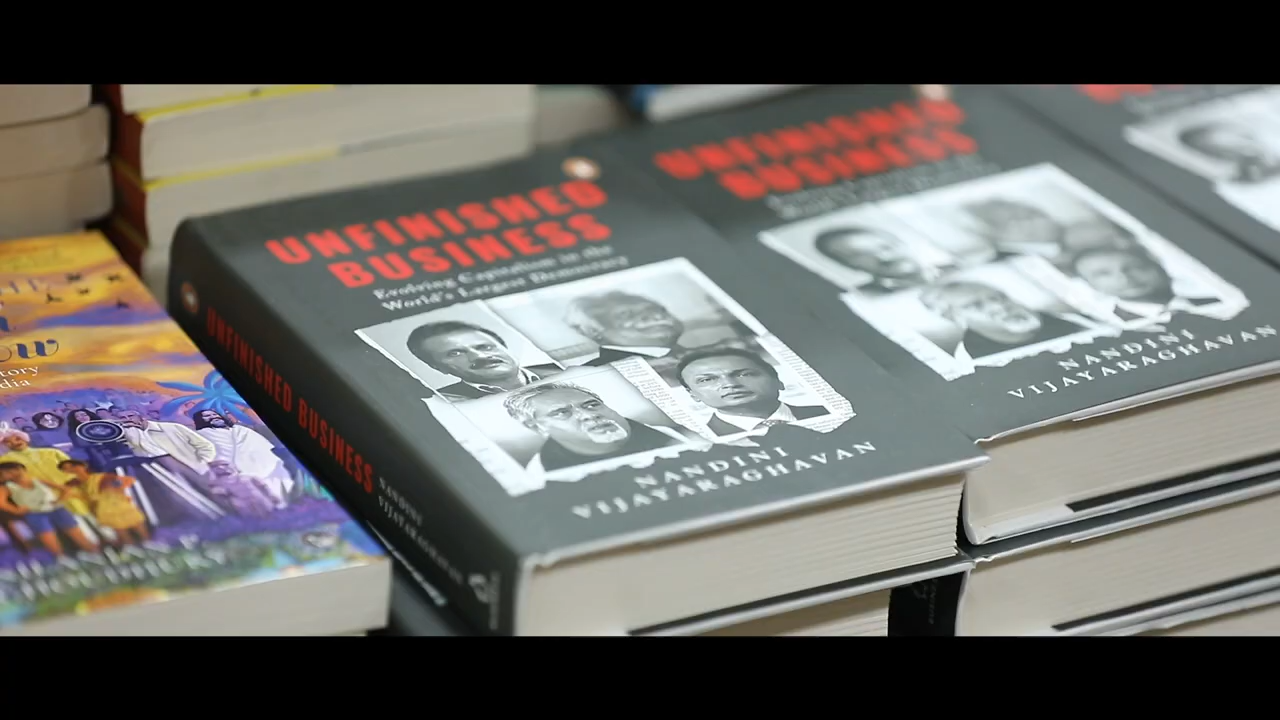 UNFINISHED
BUSINESS
Evolving Capitalism in the
World's Largest Democracy
NANDINI
VIJAYARAGHAVAN
UNFINISHED BUSINESS
NANDINI
VIJAYARAGHAVAN
UNFINISHED
BUSINESS
NANDINI
VIJAYARAGHAVAN